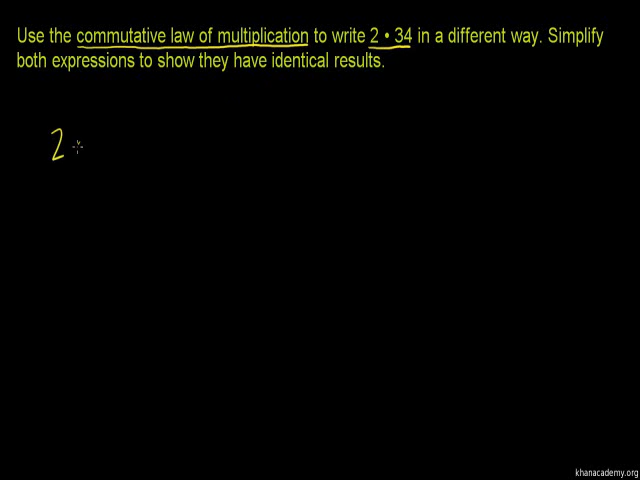 Use the commutative law of multiplication to write 2 • 34 in a different way. Simplify
both expressions to show they have identical results.
2
khanacademy.org